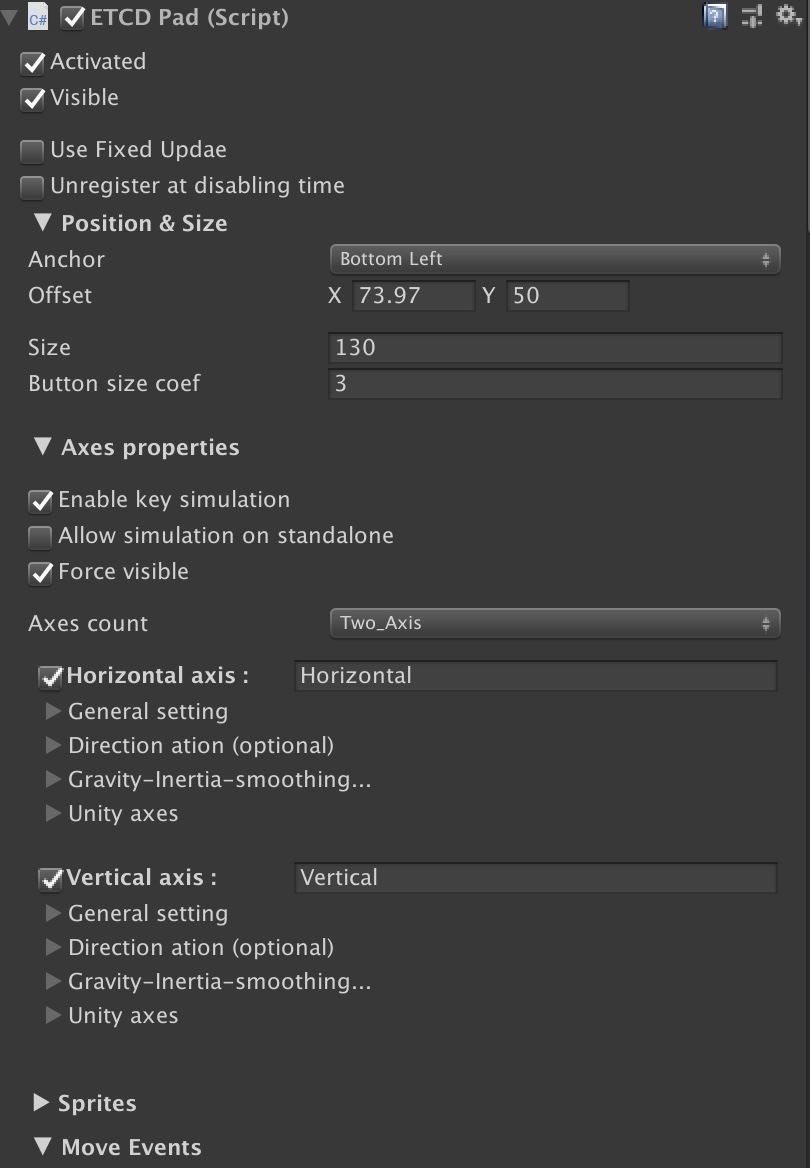 C# ETCD Pad (Script)
Activated
Visible
Use Fixed Updae
Unregister at disabling time
Position & Size
Anchor Bottom Left
Offset X 73.97 Y 50
Size 130
Button size coef 3
Axes properties
Enable key simulation
Allow simulation on standalone
Force visible
Axes count Two_Axis
Horizontal axis : Horizontal
General setting
Direction ation (optional)
Gravity-Inertia-smoothing...
Unity axes
Vertical axis : Vertical
General setting
Direction ation (optional)
Gravity-Inertia-smoothing...
Unity axes
Sprites
Move Events